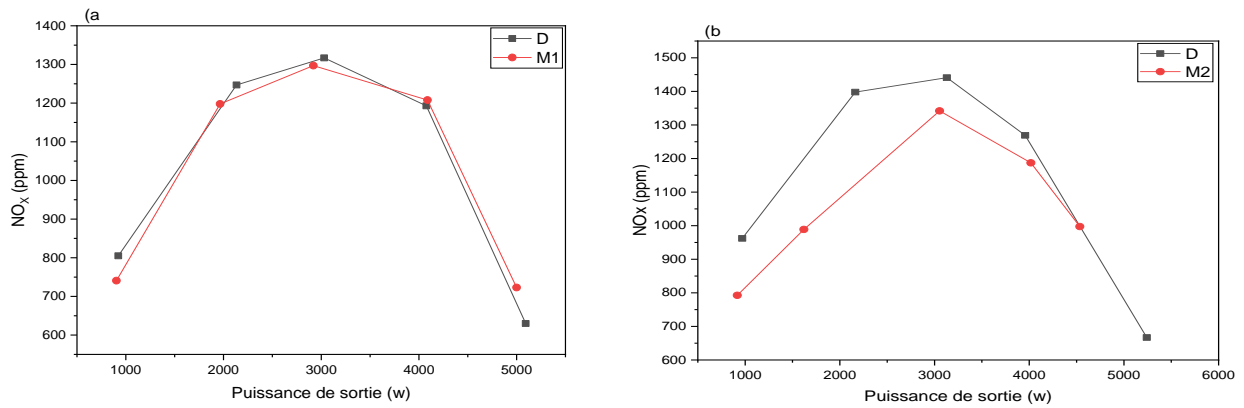 (a
D
M1
1400
1300
1200
1100
1000
900
800
700
600
NOX (ppm)
1000 2000 3000 4000 5000
Puissance de sortie (w)
(b
D
M2
1500
1400
1300
1200
1100
1000
900
800
700
600
NOx (ppm)
1000 2000 3000 4000 5000 6000
Puissance de sortie (w)